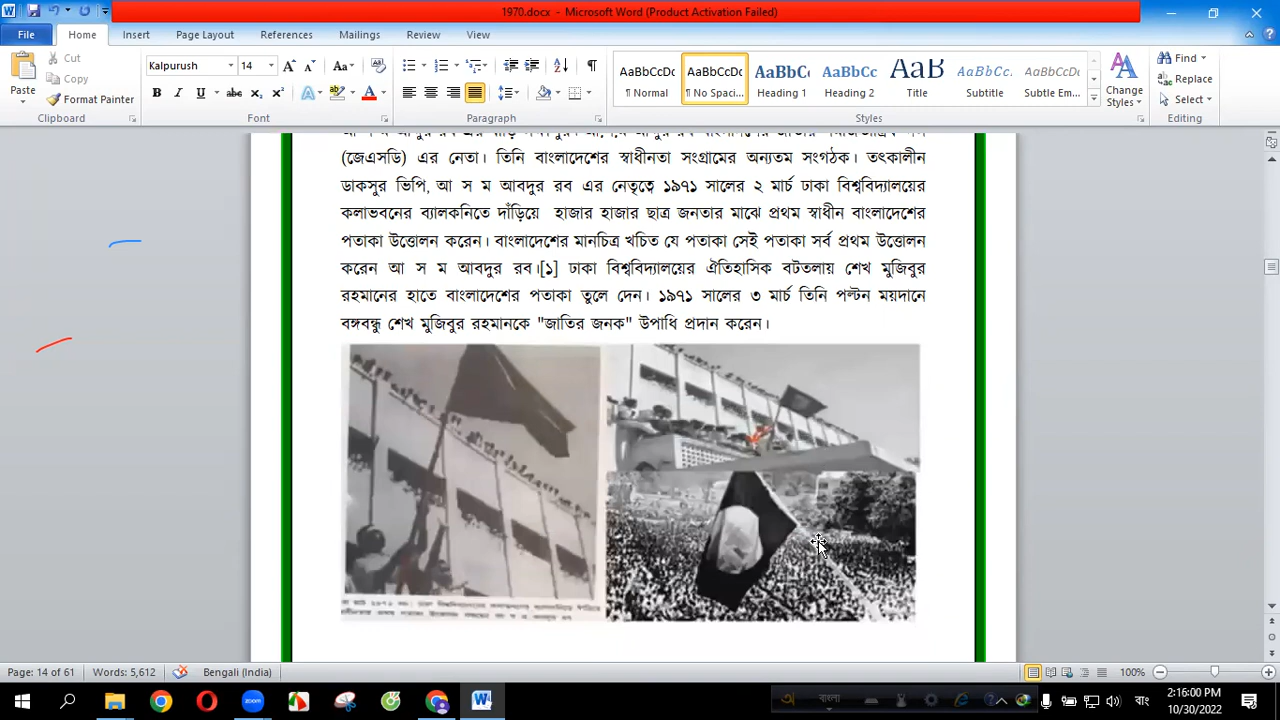 1970.docx - Microsoft Word (Product Activation Failed)
File Home Insert Page Layout References Mailings Review View
Paste
Cut
Copy
Format Painter
Clipboard
Kalpurush 14
Font
Paragraph
AaBbCcDc AaBbCcDc AaBbCc AaBbCc AaB AaBbCc. AaBbCcDc
¶ Normal ¶ No Spaci... Heading 1 Heading 2 Title Subtitle Subtle Em...
Change Styles
Styles
Find
Replace
Select
Editing
(জেএসডি) এর নেতা। তিনি বাংলাদেশের স্বাধীনতা সংগ্রামের অন্যতম সংগঠক। তৎকালীন
ডাকসুর ভিপি, আ স ম আবদুর রব এর নেতৃত্বে ১৯৭১ সালের ২ মার্চ ঢাকা বিশ্ববিদ্যালয়ের
কলাভবনের ব্যালকনিতে দাঁড়িয়ে হাজার হাজার ছাত্র জনতার মাঝে প্রথম স্বাধীন বাংলাদেশের
পতাকা উত্তোলন করেন। বাংলাদেশের মানচিত্র খচিত যে পতাকা সেই পতাকা সর্ব প্রথম উত্তোলন
করেন আ স ম আবদুর রব।[১] ঢাকা বিশ্ববিদ্যালয়ের ঐতিহাসিক বটতলায় শেখ মুজিবুর
রহমানের হাতে বাংলাদেশের পতাকা তুলে দেন। ১৯৭১ সালের ৩ মার্চ তিনি পল্টন ময়দানে
বঙ্গবন্ধু শেখ মুজিবুর রহমানকে "জাতির জনক" উপাধি প্রদান করেন।
Page: 14 of 61 Words: 5,612 Bengali (India) 100%
zoom
বাংলা
বাং
2:16:00 PM
10/30/2022